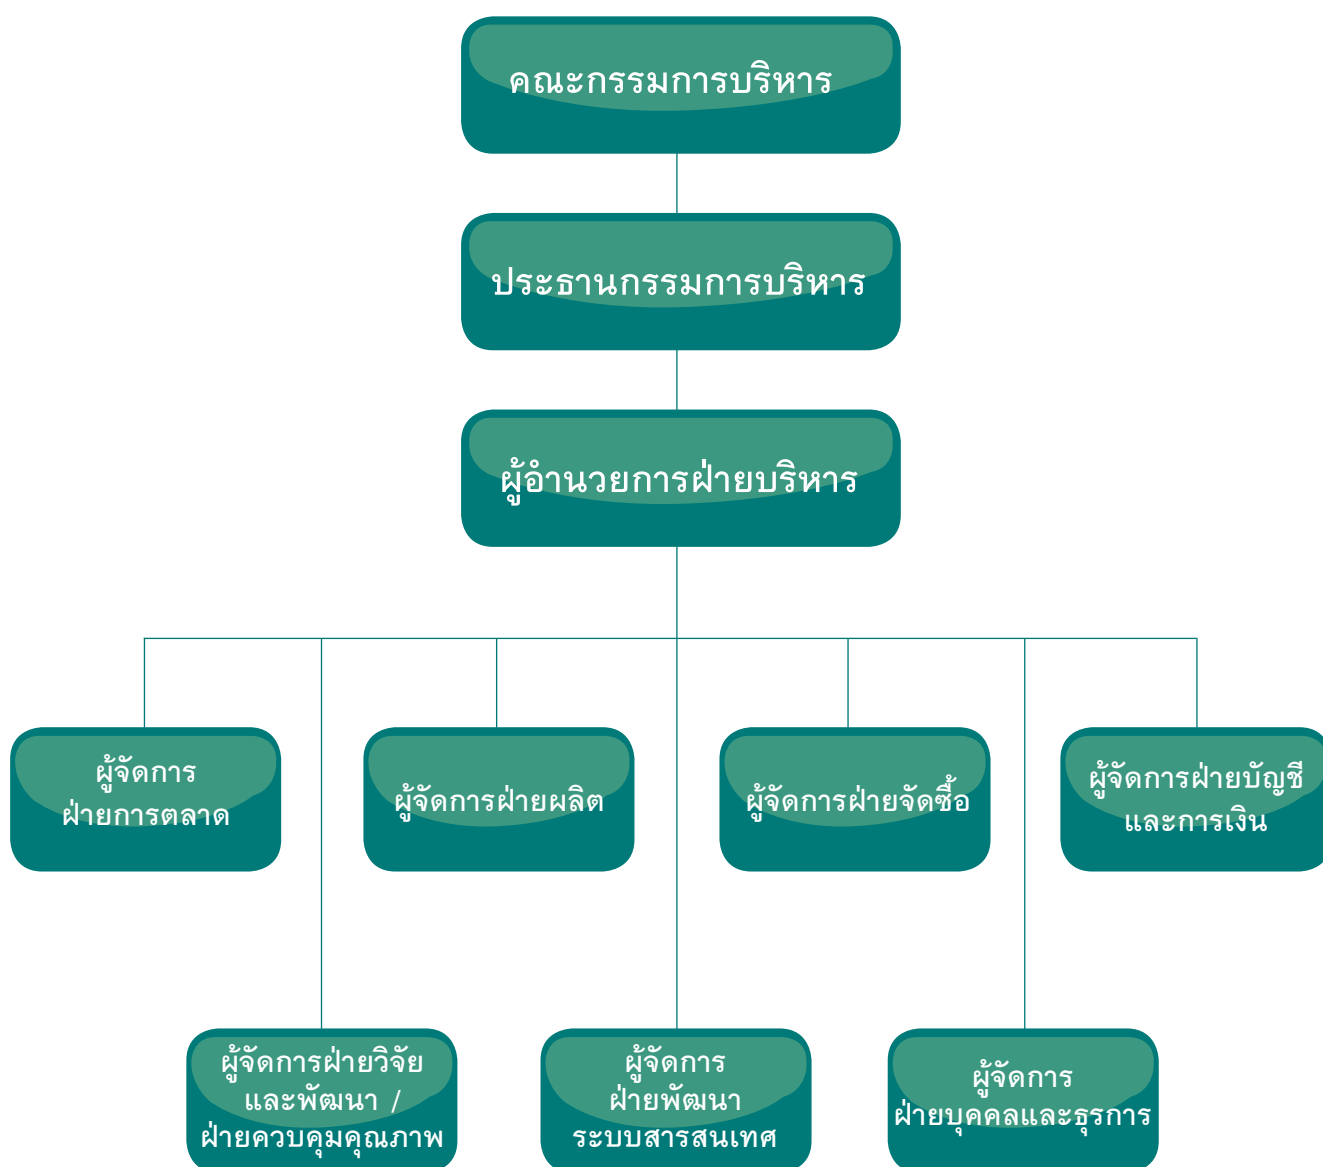 คณะกรรมการบริหาร
ประธานกรรมการบริหาร
ผู้อำนวยการฝ่ายบริหาร
ผู้จัดการ
ฝ่ายการตลาด
ผู้จัดการฝ่ายผลิต
ผู้จัดการฝ่ายจัดซื้อ
ผู้จัดการฝ่ายบัญชี
และการเงิน
ผู้จัดการฝ่ายวิจัย
และพัฒนา /
ฝ่ายควบคุมคุณภาพ
ผู้จัดการ
ฝ่ายพัฒนา
ระบบสารสนเทศ
ผู้จัดการ
ฝ่ายบุคคลและธุรการ